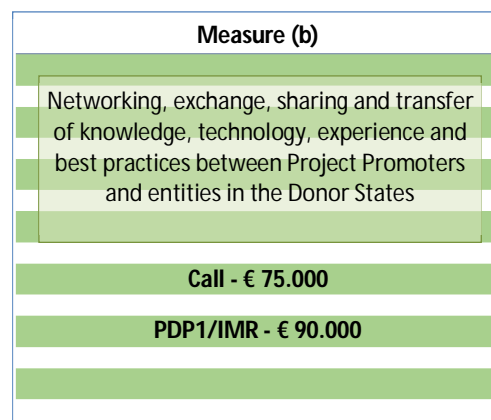 Measure (b)
Networking, exchange, sharing and transfer
of knowledge, technology, experience and
best practices between Project Promoters
and entities in the Donor States
Call - € 75.000
PDP1/IMR - € 90.000